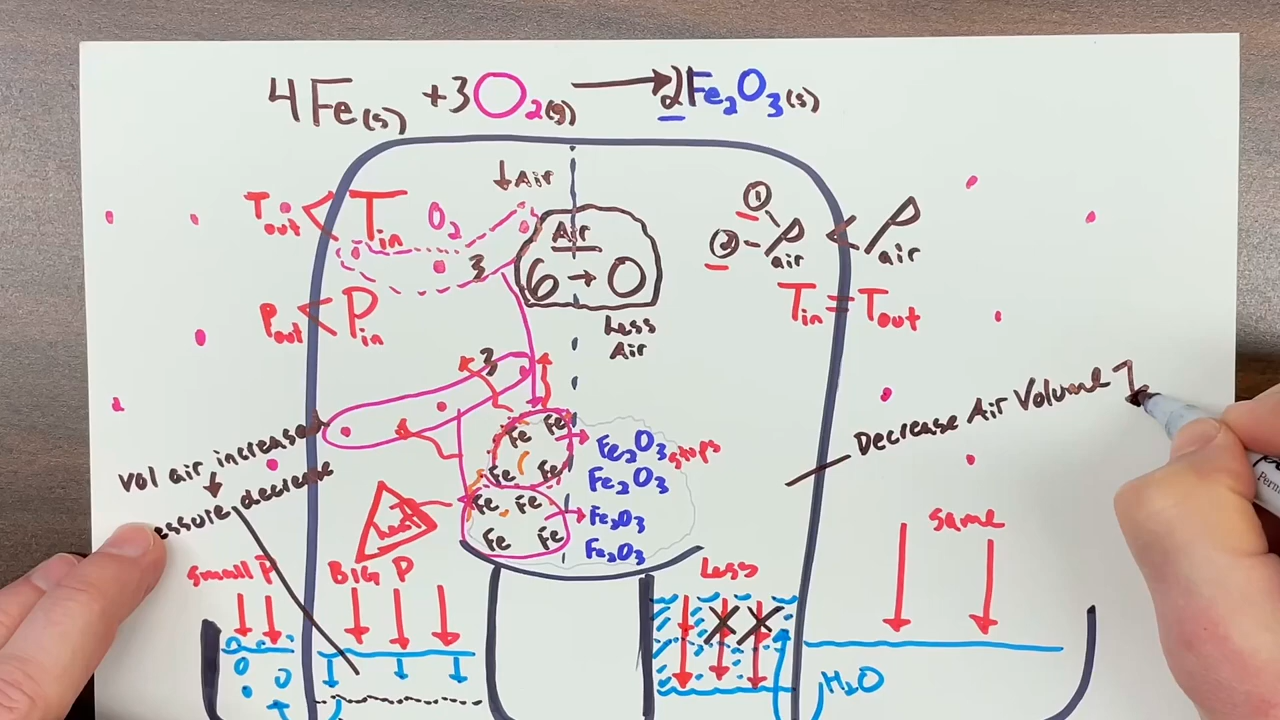 4Fe(s) + 3O2(g) → 2Fe2O3(s)
↓Air
Tout < Tin
O2
3
Air
6 → 0
Less
Air
Pout < Pin
①
②- Pair < Pair
Tin = Tout
3
vol air increased
essure decrease
Decrease Air Volume
Fe Fe
Fe Fe
Fe Fe
Fe Fe
Fe2O3 stops
Fe2O3
Fe2O3
Fe2O3
heat
small P
BIG P
Less
same
H2O